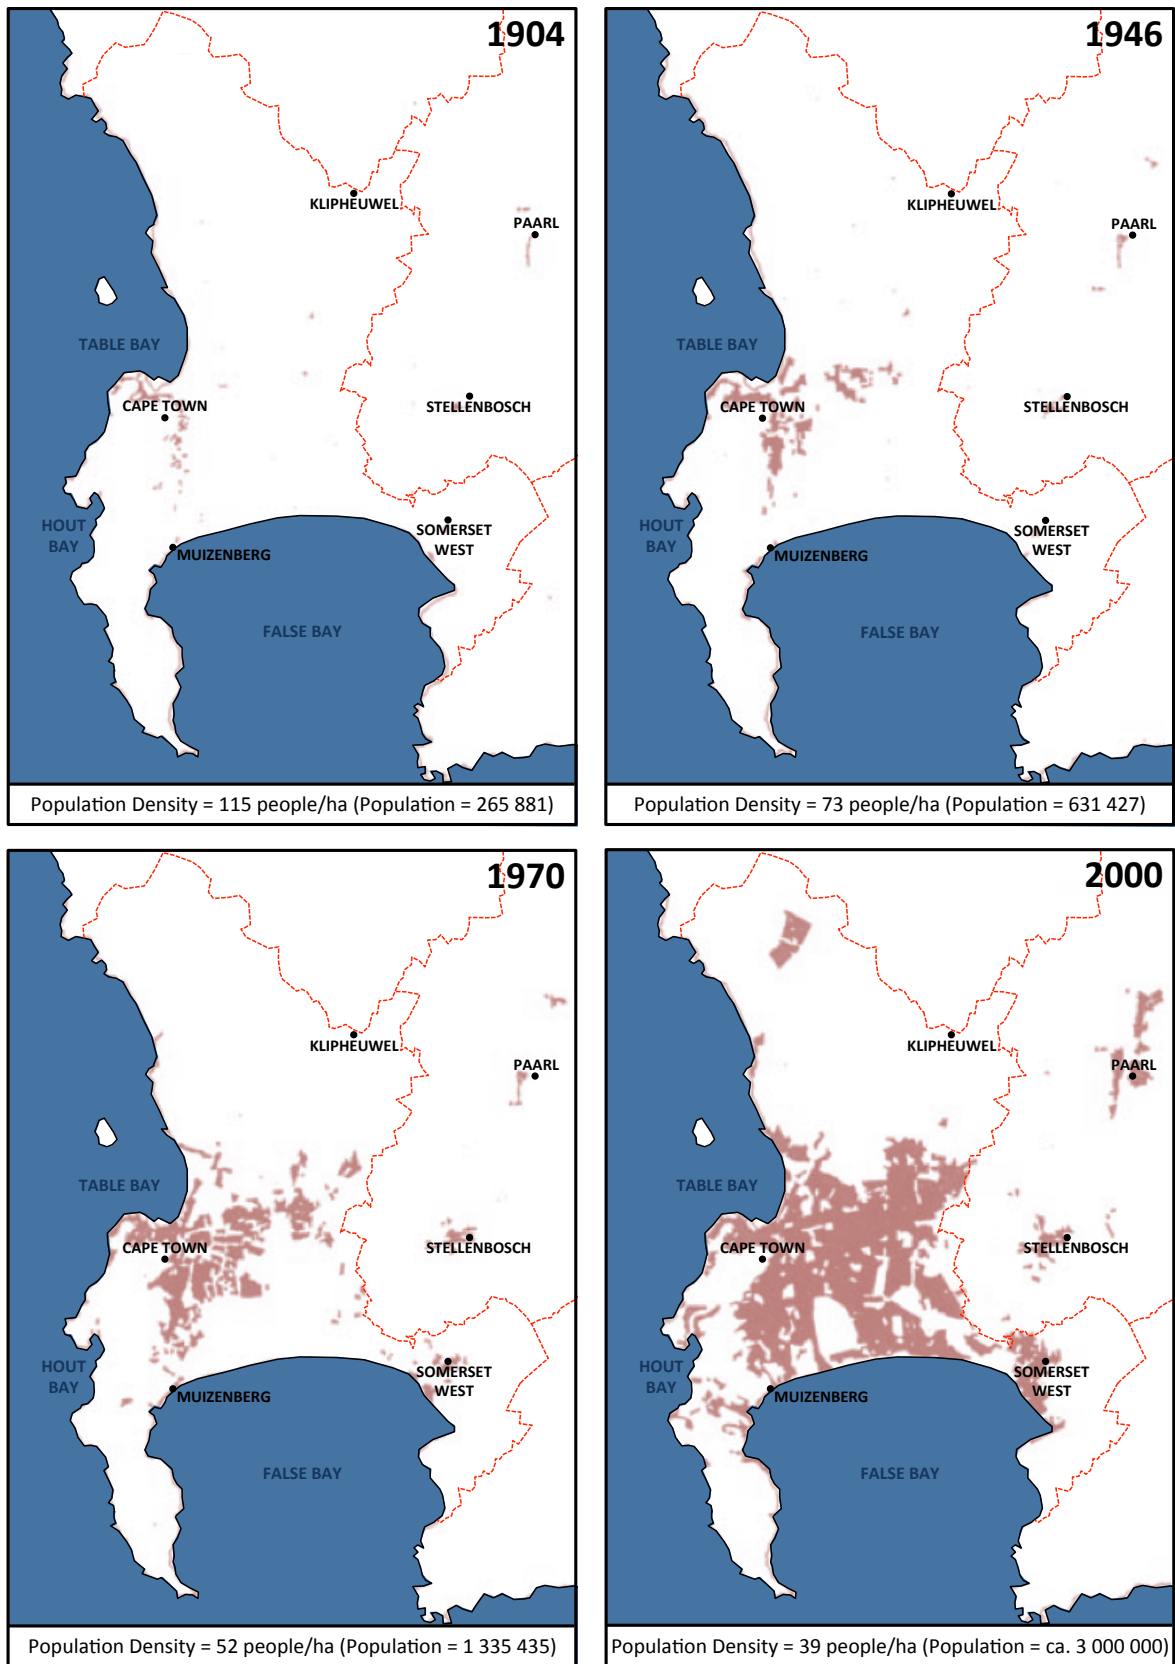 1904
KLIPHEUWEL
PAARL
TABLE BAY
CAPE TOWN
STELLENBOSCH
HOUT
BAY
SOMERSET
WEST
MUIZENBERG
FALSE BAY
Population Density = 115 people/ha (Population = 265 881)
1946
KLIPHEUWEL
PAARL
TABLE BAY
CAPE TOWN
STELLENBOSCH
HOUT
BAY
SOMERSET
WEST
MUIZENBERG
FALSE BAY
Population Density = 73 people/ha (Population = 631 427)
1970
KLIPHEUWEL
PAARL
TABLE BAY
CAPE TOWN
STELLENBOSCH
HOUT
BAY
SOMERSET
WEST
MUIZENBERG
FALSE BAY
Population Density = 52 people/ha (Population = 1 335 435)
2000
KLIPHEUWEL
PAARL
TABLE BAY
CAPE TOWN
STELLENBOSCH
HOUT
BAY
SOMERSET
WEST
MUIZENBERG
FALSE BAY
Population Density = 39 people/ha (Population = ca. 3 000 000)